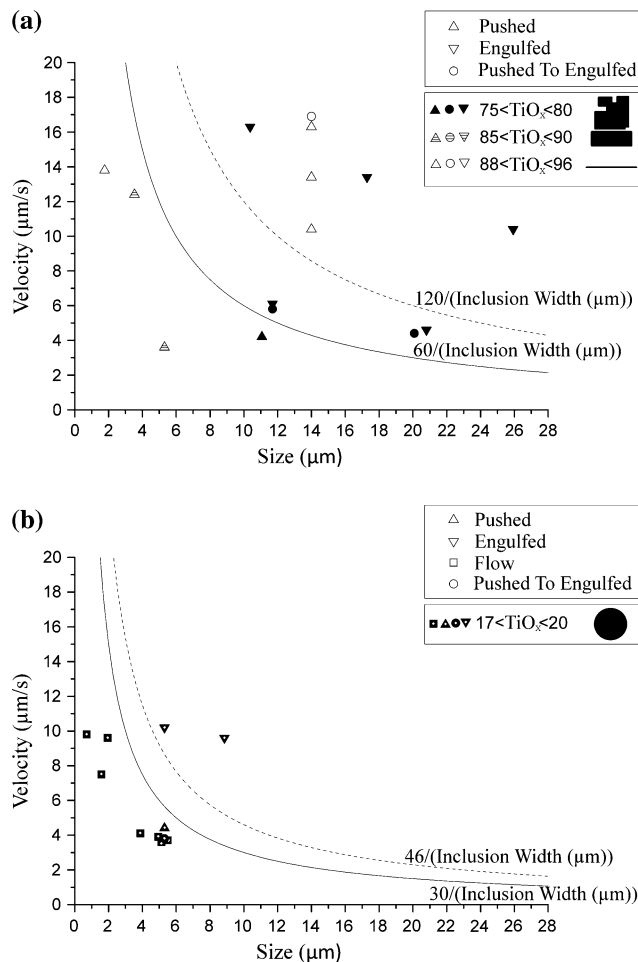 (a)
Pushed
Engulfed
Pushed To Engulfed
75<TiOₓ<80
85<TiOₓ<90
88<TiOₓ<96
20
18
16
14
12
10
8
6
4
2
0
Velocity (µm/s)
120/(Inclusion Width (µm))
60/(Inclusion Width (µm))
0 2 4 6 8 10 12 14 16 18 20 22 24 26 28
Size (µm)
(b)
Pushed
Engulfed
Flow
Pushed To Engulfed
17<TiOₓ<20
20
18
16
14
12
10
8
6
4
2
0
Velocity (µm/s)
46/(Inclusion Width (µm))
30/(Inclusion Width (µm))
0 2 4 6 8 10 12 14 16 18 20 22 24 26 28
Size (µm)